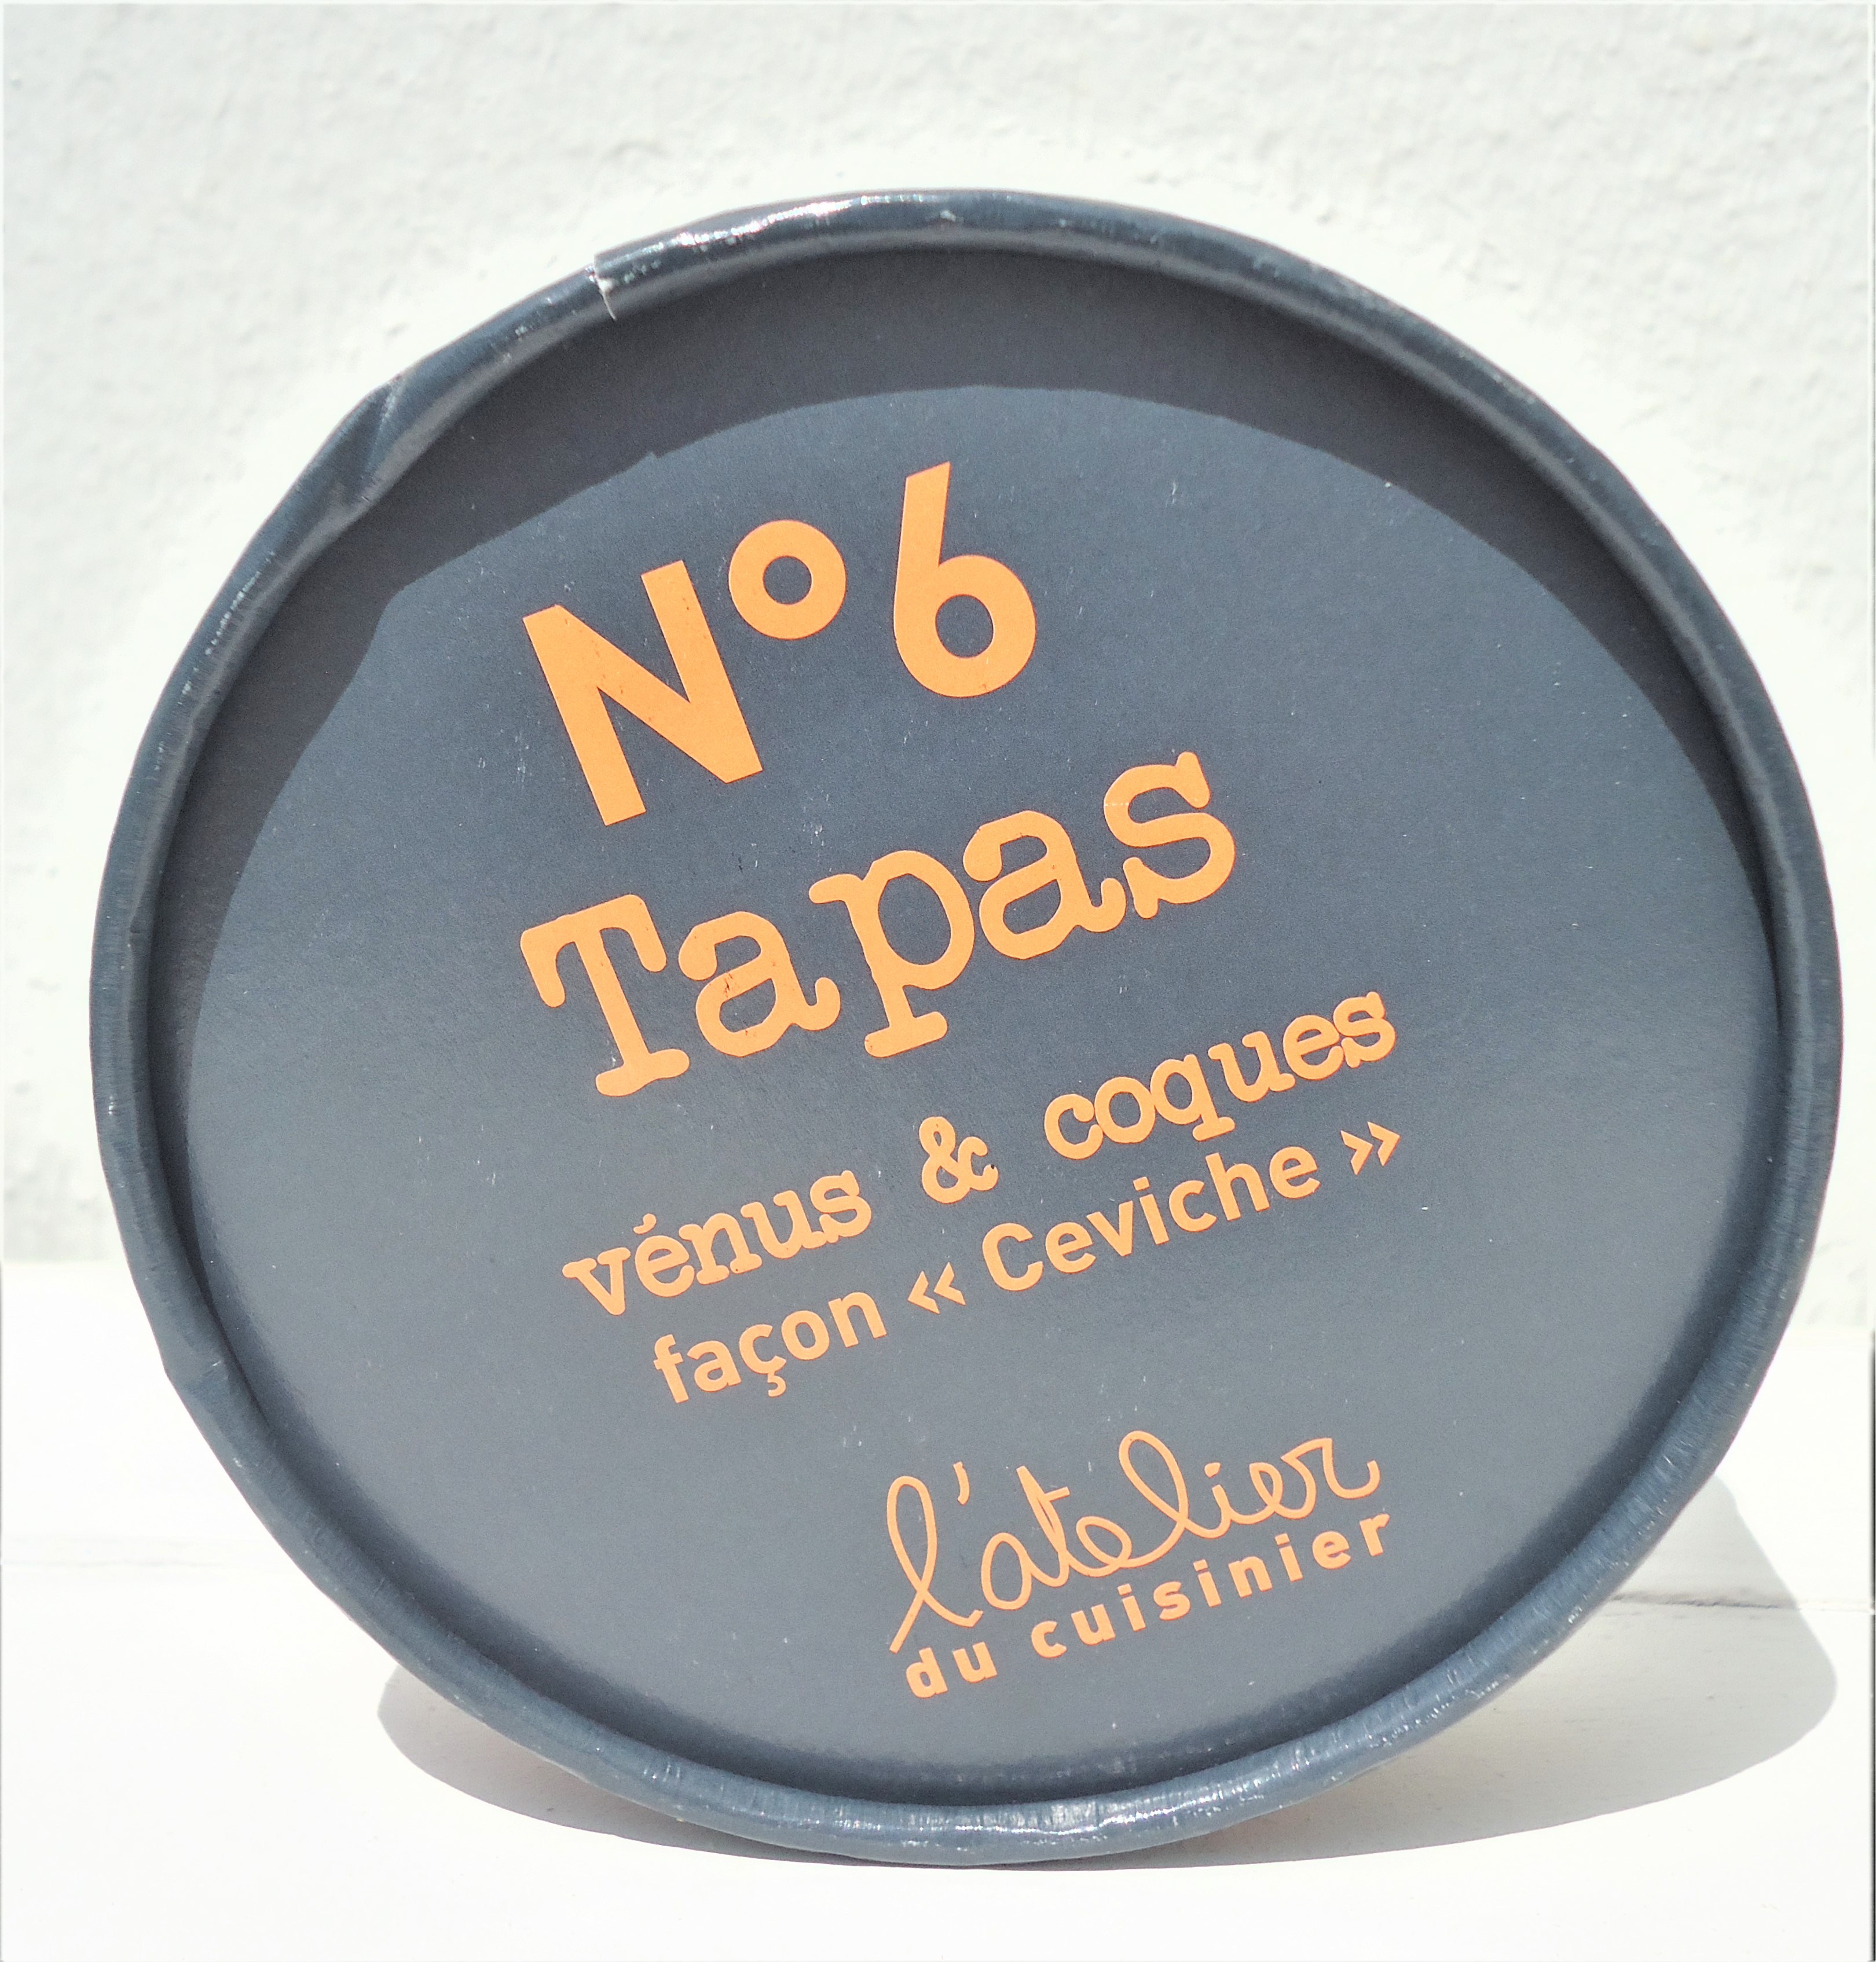 N°6
Tapas
vénus & coques
façon « Ceviche »
l'atelier
du cuisinier